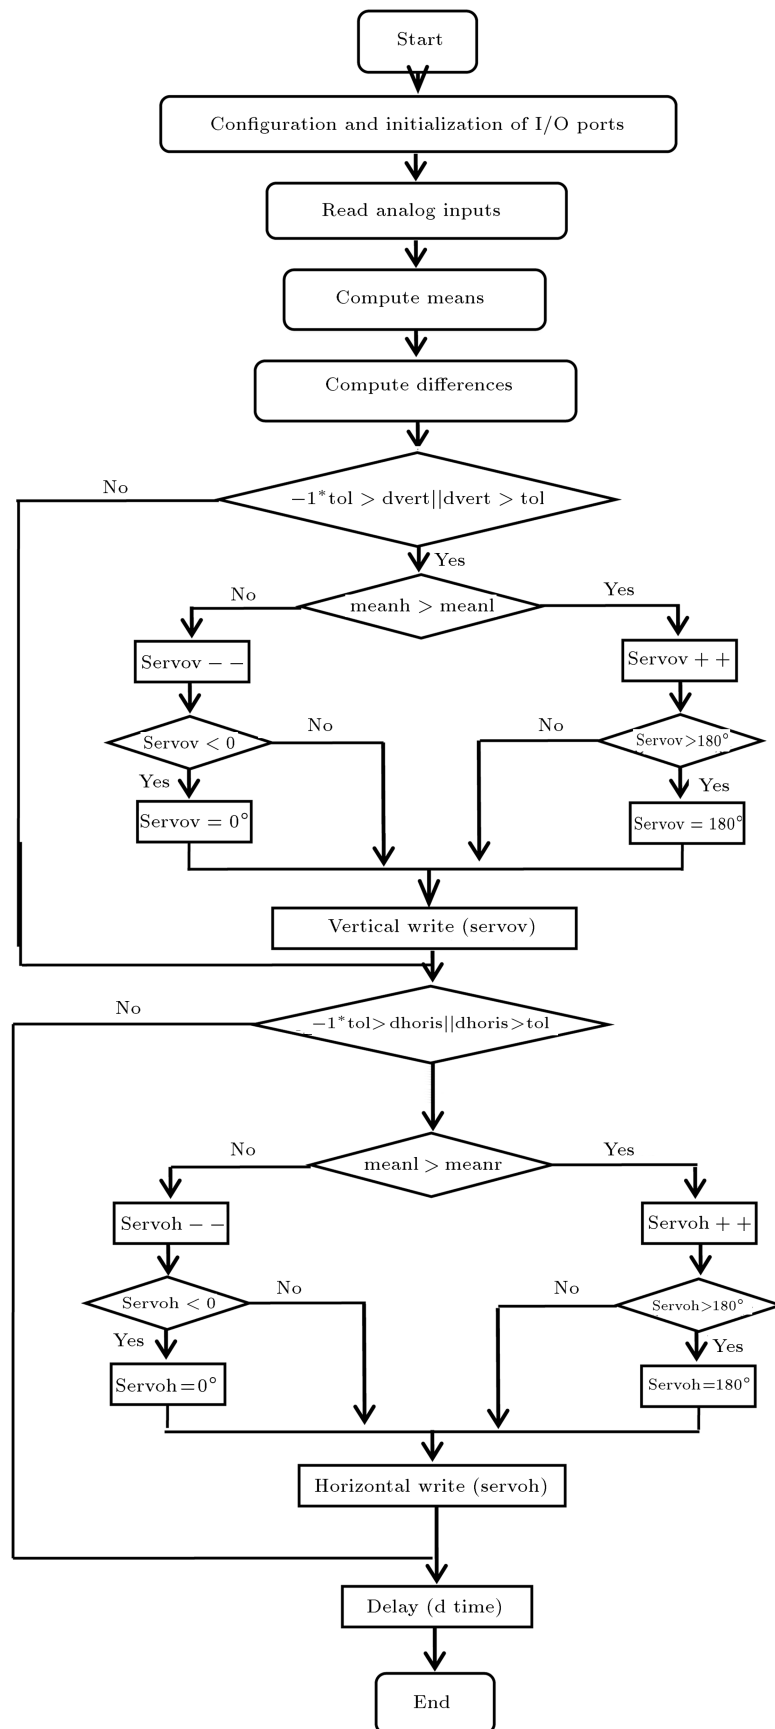 Start
Configuration and initialization of I/O ports
Read analog inputs
Compute means
Compute differences
No
−1*tol > dvert||dvert > tol
Yes
No
meanh > meanl
Yes
Servov − −
Servov + +
Servov < 0
No
No
Servov>180°
Yes
Yes
Servov = 0°
Servov = 180°
Vertical write (servov)
No
−1*tol> dhoris||dhoris>tol
No
meanl > meanr
Yes
Servoh − −
Servoh + +
Servoh < 0
No
No
Servoh>180°
Yes
Yes
Servoh=0°
Servoh=180°
Horizontal write (servoh)
Delay (d time)
End